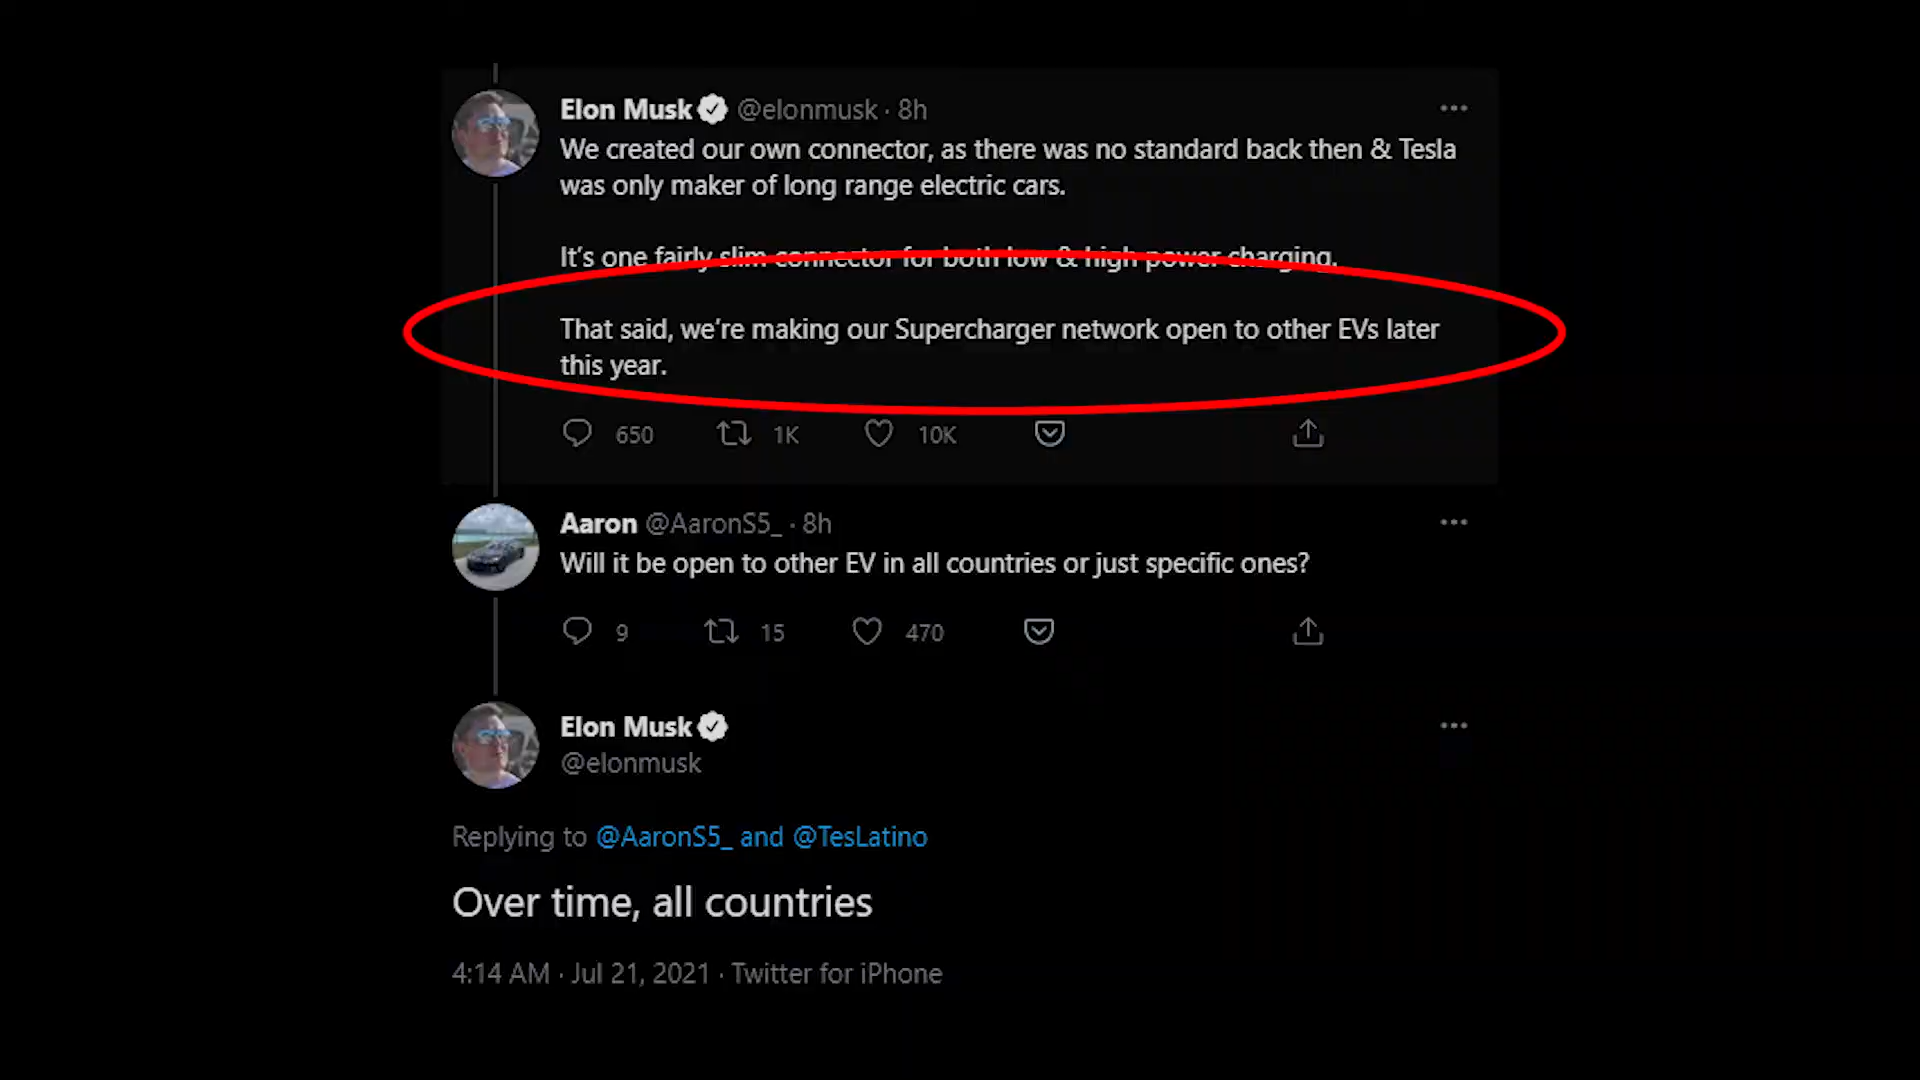 Elon Musk @elonmusk · 8h
We created our own connector, as there was no standard back then & Tesla
was only maker of long range electric cars.
It's one fairly slim connector for both low & high power charging.
That said, we're making our Supercharger network open to other EVs later
this year.
650 1K 10K
Aaron @AaronS5_ · 8h
Will it be open to other EV in all countries or just specific ones?
9 15 470
Elon Musk
@elonmusk
Replying to @AaronS5_ and @TesLatino
Over time, all countries
4:14 AM · Jul 21, 2021 · Twitter for iPhone